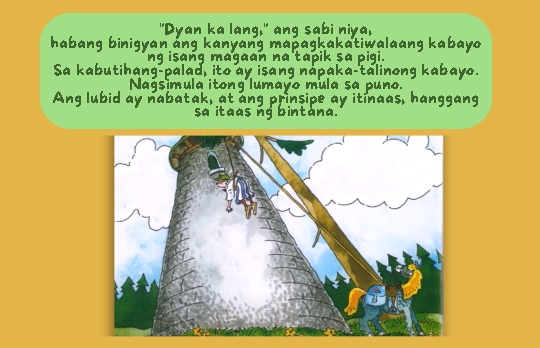 "Dyan ka lang," ang sabi niya,
habang binigyan ang kanyang mapagkakatiwalaang kabayo
ng isang magaan na tapik sa pigi.
Sa kabutihang-palad, ito ay isang napaka-talinong kabayo.
Nagsimula itong lumayo mula sa puno.
Ang lubid ay nabatak, at ang prinsipe ay itinaas, hanggang
sa itaas ng bintana.